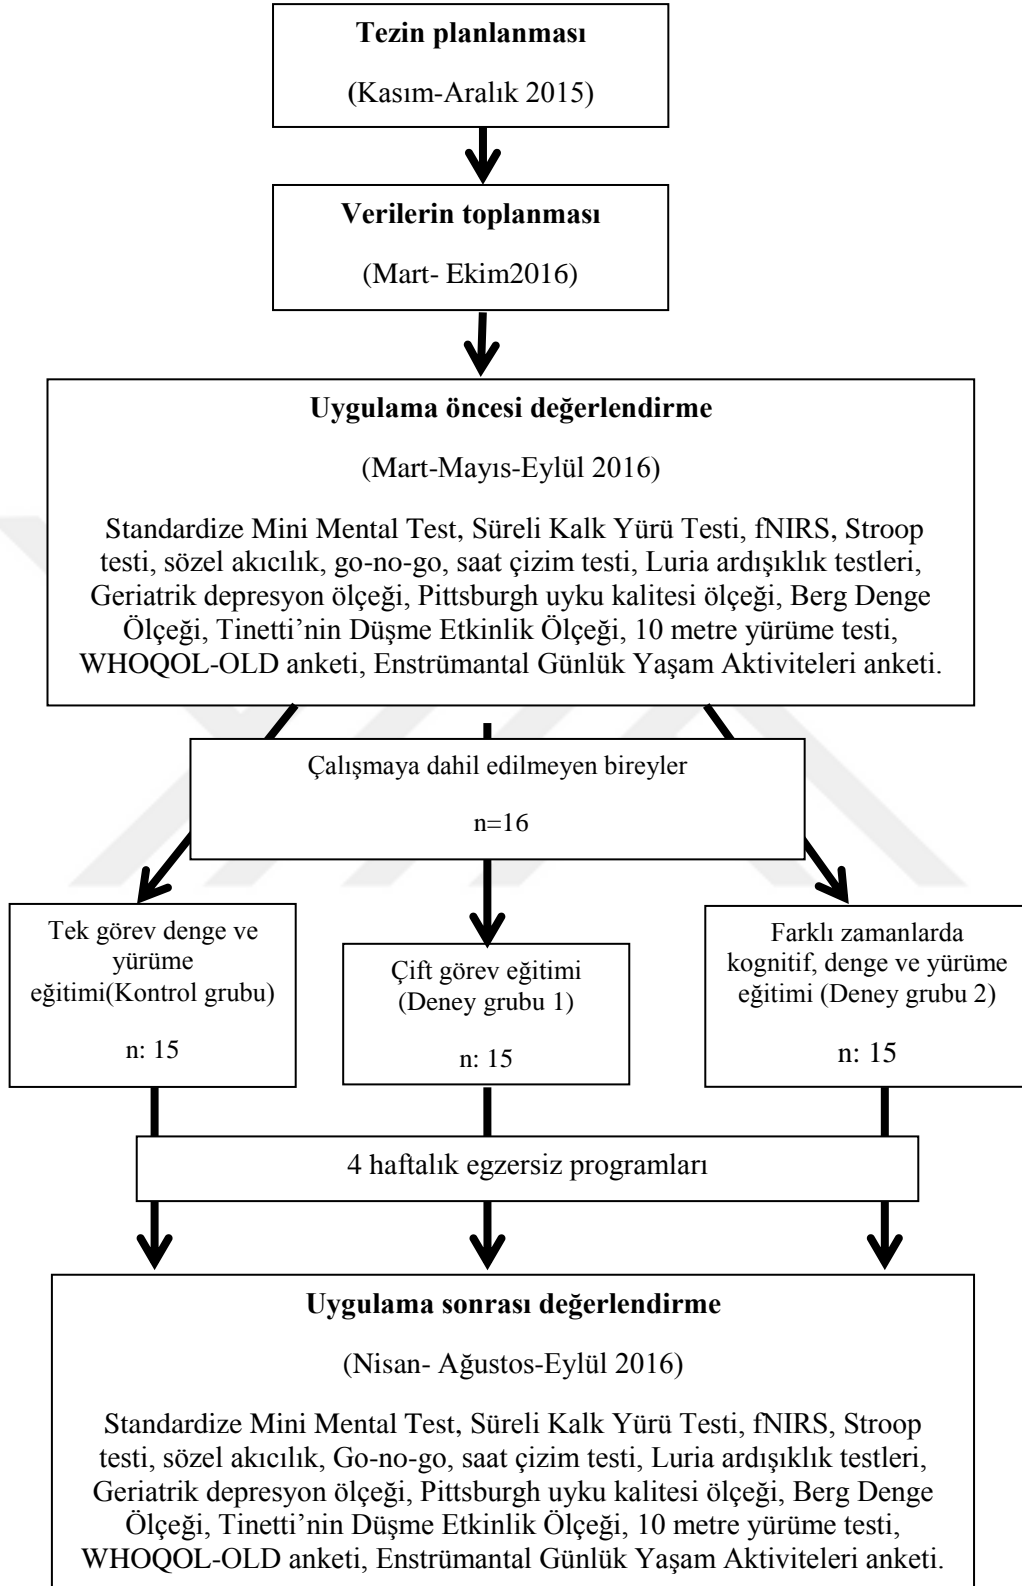 Tezin planlanması
(Kasım-Aralık 2015)
Verilerin toplanması
(Mart- Ekim2016)
Uygulama öncesi değerlendirme
(Mart-Mayıs-Eylül 2016)
Standardize Mini Mental Test, Süreli Kalk Yürü Testi, fNIRS, Stroop
testi, sözel akıcılık, go-no-go, saat çizim testi, Luria ardışıklık testleri,
Geriatrik depresyon ölçeği, Pittsburgh uyku kalitesi ölçeği, Berg Denge
Ölçeği, Tinetti’nin Düşme Etkinlik Ölçeği, 10 metre yürüme testi,
WHOQOL-OLD anketi, Enstrümantal Günlük Yaşam Aktiviteleri anketi.
Çalışmaya dahil edilmeyen bireyler
n=16
Tek görev denge ve
yürüme
eğitimi(Kontrol grubu)
n: 15
Çift görev eğitimi
(Deney grubu 1)
n: 15
Farklı zamanlarda
kognitif, denge ve yürüme
eğitimi (Deney grubu 2)
n: 15
4 haftalık egzersiz programları
Uygulama sonrası değerlendirme
(Nisan- Ağustos-Eylül 2016)
Standardize Mini Mental Test, Süreli Kalk Yürü Testi, fNIRS, Stroop
testi, sözel akıcılık, Go-no-go, saat çizim testi, Luria ardışıklık testleri,
Geriatrik depresyon ölçeği, Pittsburgh uyku kalitesi ölçeği, Berg Denge
Ölçeği, Tinetti’nin Düşme Etkinlik Ölçeği, 10 metre yürüme testi,
WHOQOL-OLD anketi, Enstrümantal Günlük Yaşam Aktiviteleri anketi.